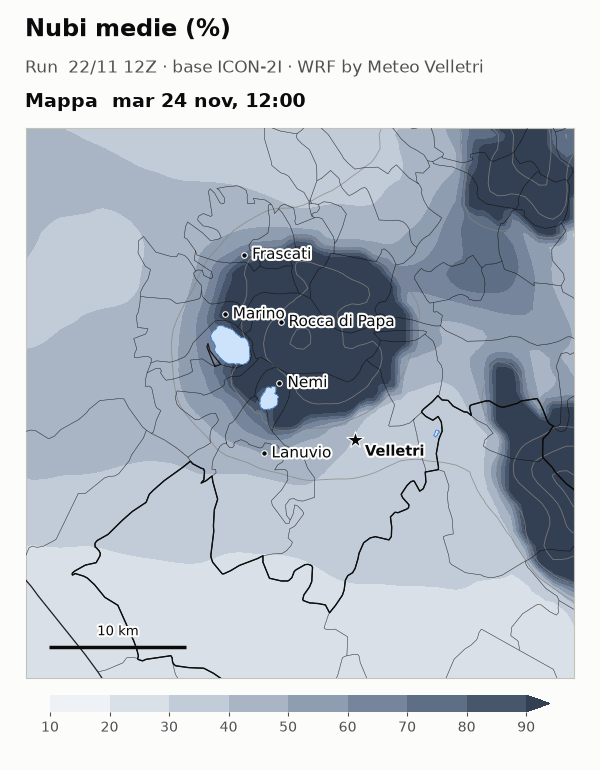 Nubi medie (%)
Run  22/11 12Z · base ICON-2I · WRF by Meteo Velletri
Mappa  mar 24 nov, 12:00
Frascati
Marino
Rocca di Papa
Nemi
Velletri
Lanuvio
10 km
10 20 30 40 50 60 70 80 90